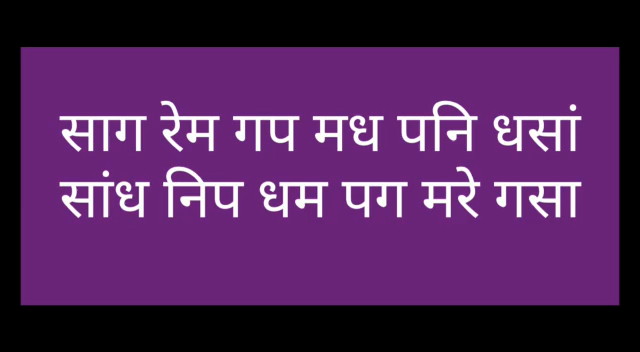 साग रेम गप मध पनि धसां
सांध निप धम पग मरे गसा